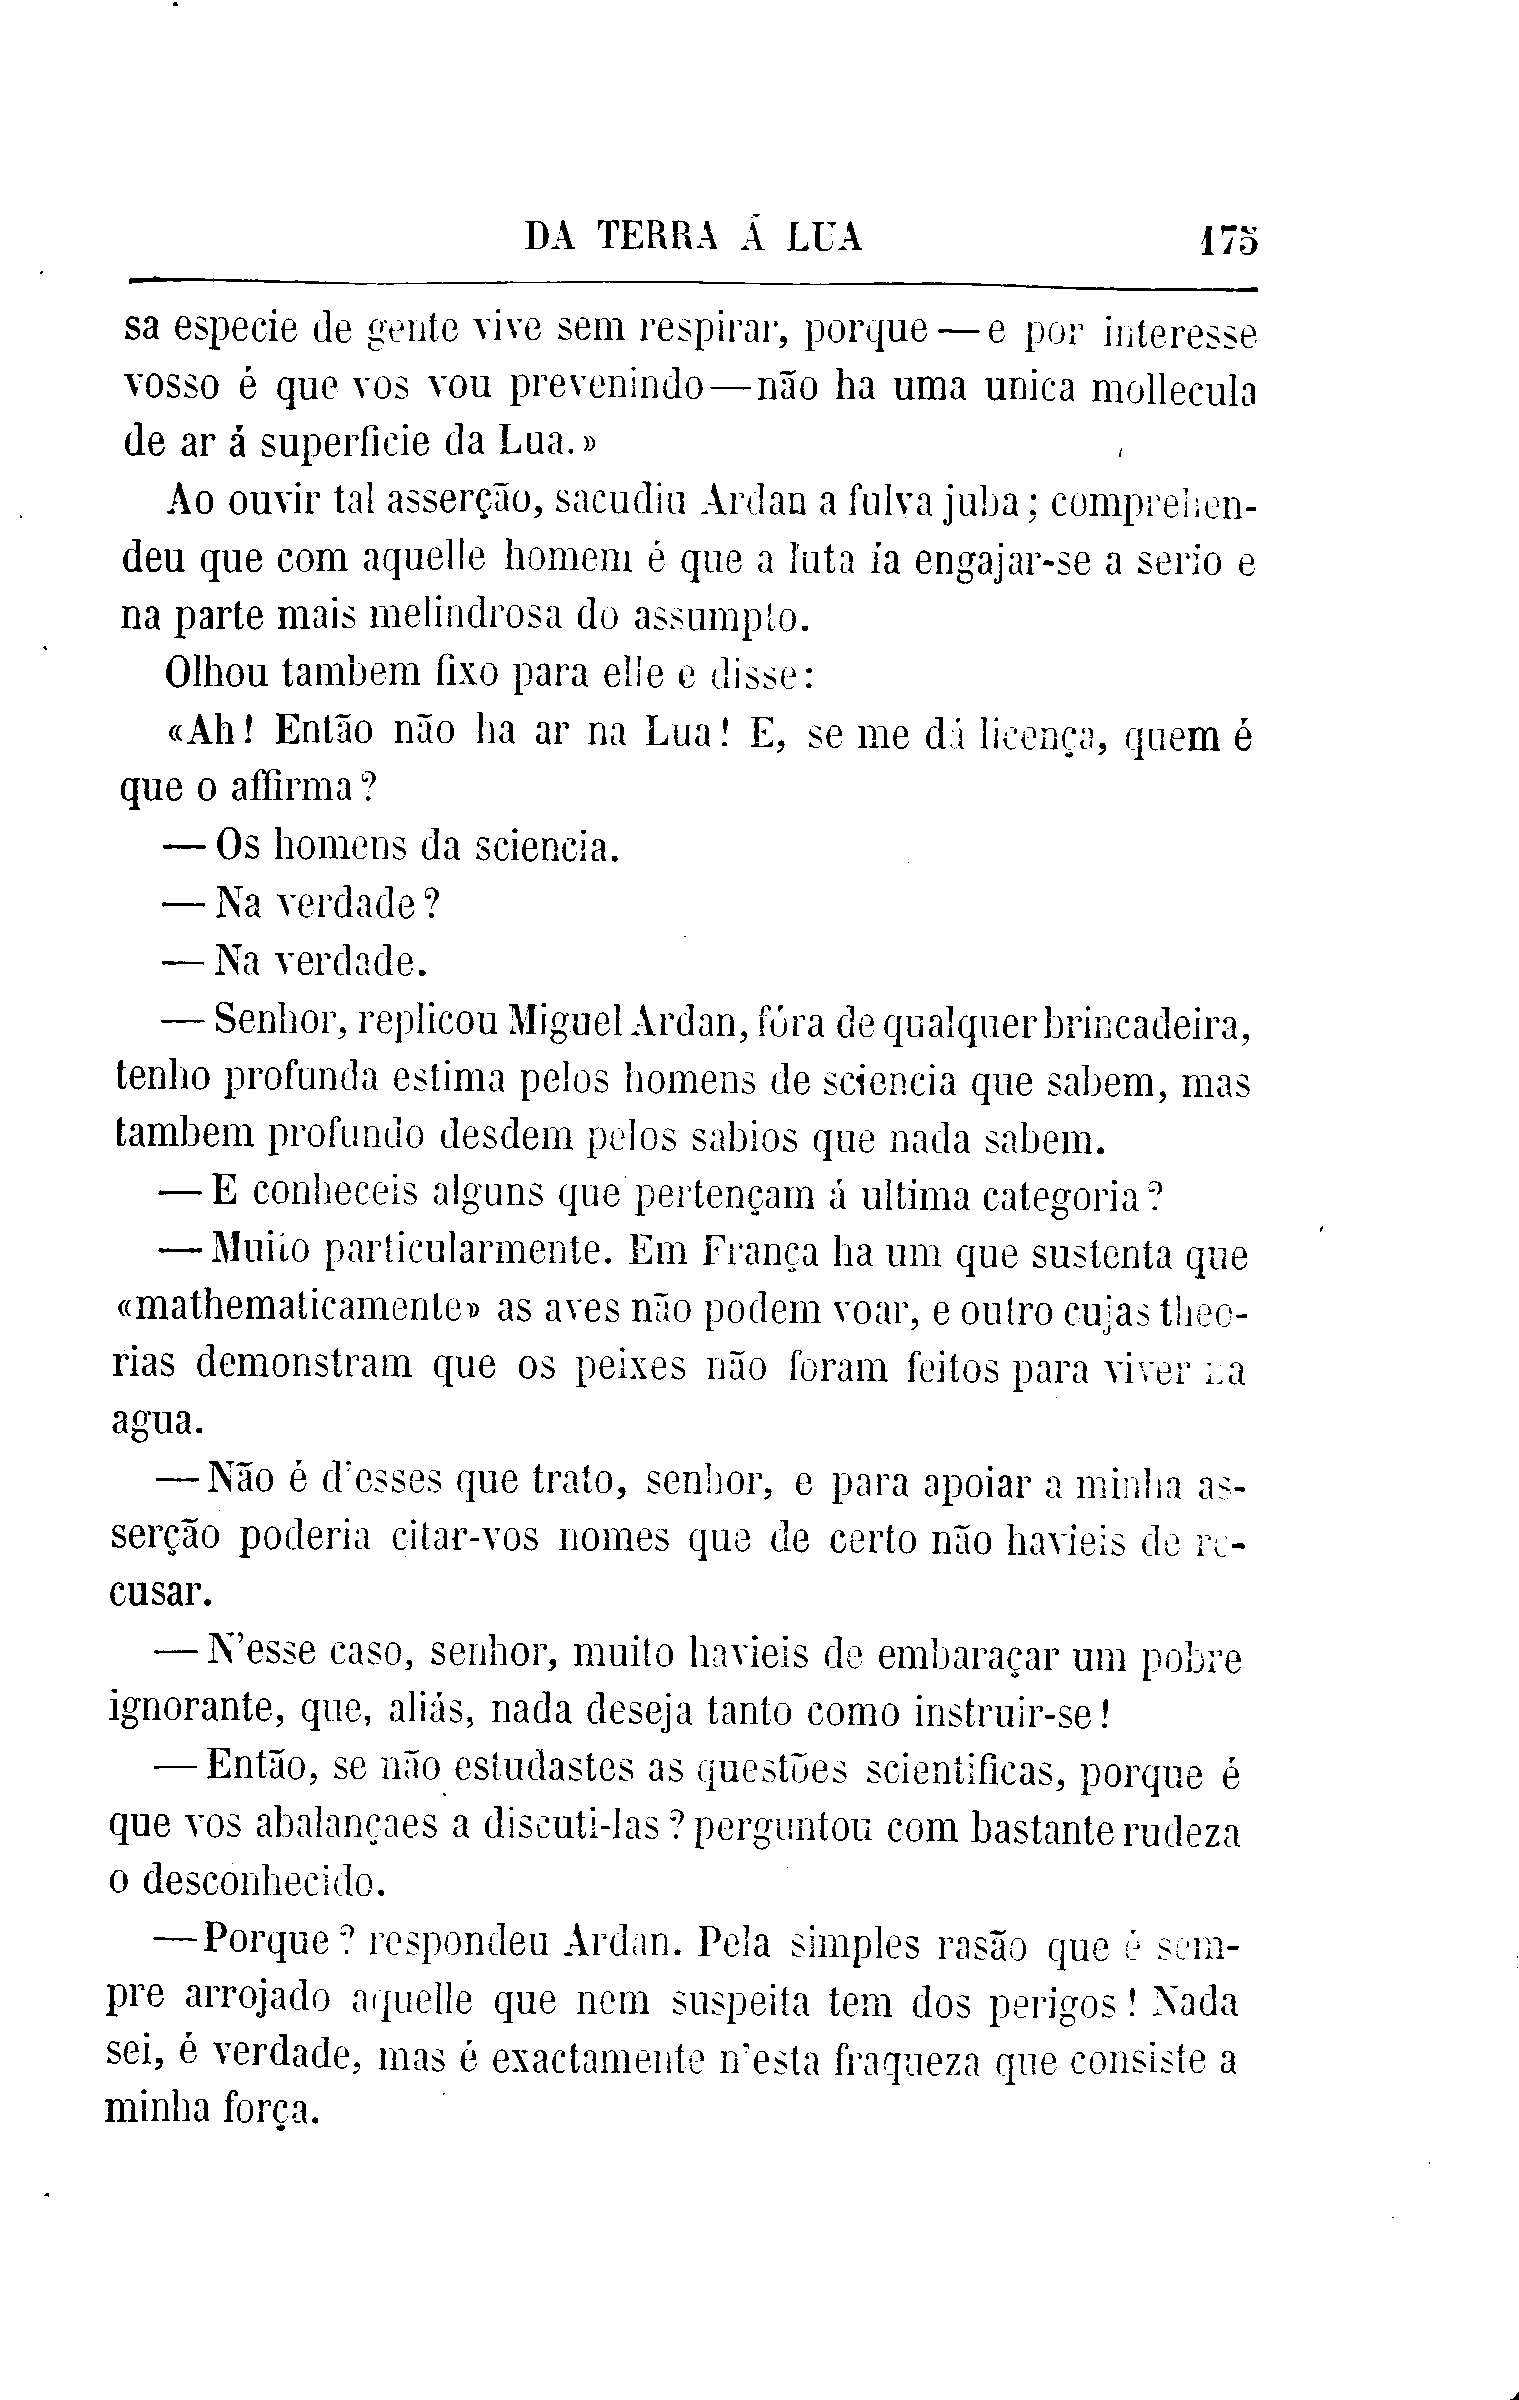 DA TERRA Á LUA 175
sa especie de gente vive sem respirar, porque—e por interesse
vosso é que vos vou prevenindo—não ha uma unica mollecula
de ar á superficie da Lua.»
Ao ouvir tal asserção, sacudiu Ardan a fulva juba; comprehen-
deu que com aquelle homem é que a luta ía engajar-se a serio e
na parte mais melindrosa do assumpto.
Olhou tambem fixo para elle e disse:
«Ah! Então não ha ar na Lua! E, se me dá licença, quem é
que o affirma?
— Os homens da sciencia.
— Na verdade?
— Na verdade.
— Senhor, replicou Miguel Ardan, fóra de qualquer brincadeira,
tenho profunda estima pelos homens de sciencia que sabem, mas
tambem profundo desdem pelos sabios que nada sabem.
— E conheceis alguns que pertençam á ultima categoria?
— Muito particularmente. Em França ha um que sustenta que
«mathematicamente» as aves não podem voar, e outro cujas theo-
rias demonstram que os peixes não foram feitos para viver na
agua.
— Não é d'esses que trato, senhor, e para apoiar a minha as-
serção poderia citar-vos nomes que de certo não havieis de re-
cusar.
— N'esse caso, senhor, muito havieis de embaraçar um pobre
ignorante, que, aliás, nada deseja tanto como instruir-se!
— Então, se não estudastes as questões scientificas, porque é
que vos abalançaes a discuti-las? perguntou com bastante rudeza
o desconhecido.
—Porque? respondeu Ardan. Pela simples rasão que é sem-
pre arrojado aquelle que nem suspeita tem dos perigos! Nada
sei, é verdade, mas é exactamente n'esta fraqueza que consiste a
minha força.